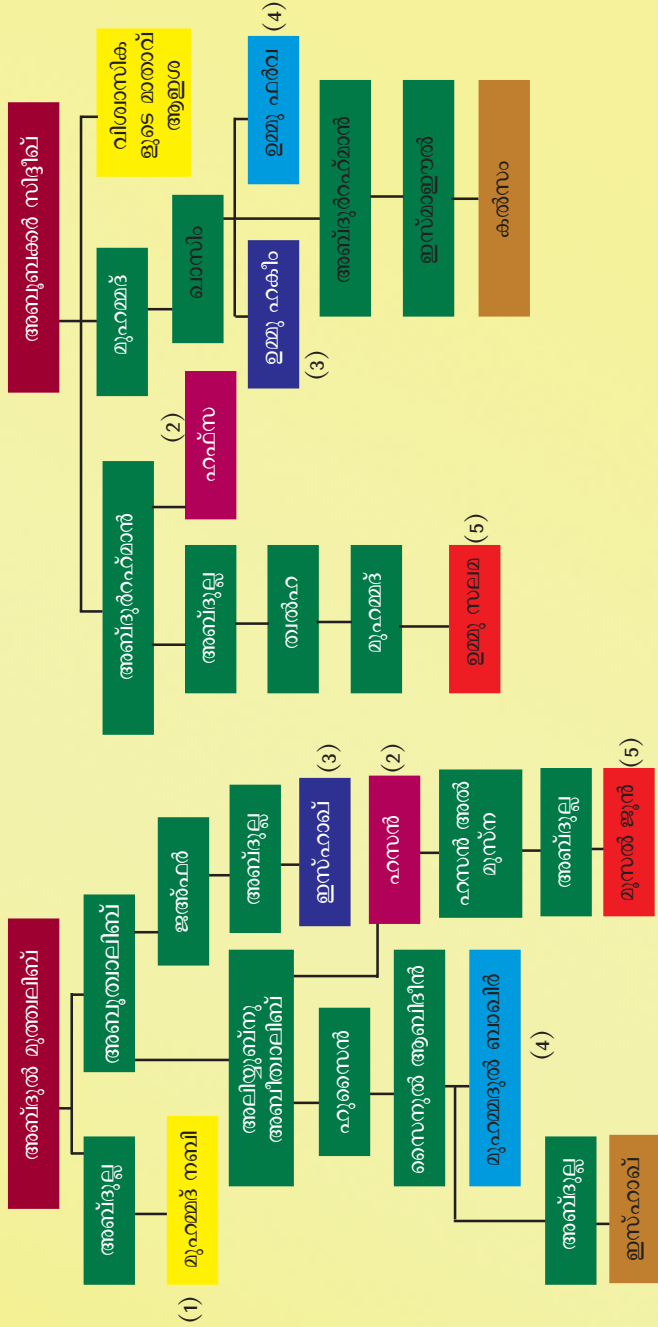 അബ്ദുൽ മുത്ത്വലിബ്
അബ്ദുല്ല
അബുത്വാലിബ്
മുഹമ്മദ് നബി
(1)
ജഅ്ഫർ
അലിയ്യുബ്നു
അബീത്വാലിബ്
അബ്ദുല്ല
ഹുസൈൻ
ഇസ്ഹാഖ്
(3)
ഹസൻ
(2)
സൈനുൽ ആബിദീൻ
ഹസൻ അൽ
മുസ്ന
മുഹമ്മദുൽ ബാഖിർ
(4)
അബ്ദുല്ല
അബ്ദുല്ല
ഇസ്ഹാഖ്
മുസൽ ജുൻ
(5)
അബൂബക്കർ സിദ്ദീഖ്
അബ്ദുർറഹ്മാൻ
മുഹമ്മദ്
വിശ്വാസിക
ളുടെ മാതാവ്
ആഇശ
(2)
അബ്ദുല്ല
ഹഫ്സ
ഖാസിം
ത്വൽഹ
ഉമ്മു ഹകീം
(3)
ഉമ്മു ഫർവ
(4)
മുഹമ്മദ്
അബ്ദുർറഹ്മാൻ
ഇസ്മാഈൽ
ഉമ്മു സലമ
(5)
കൽസം